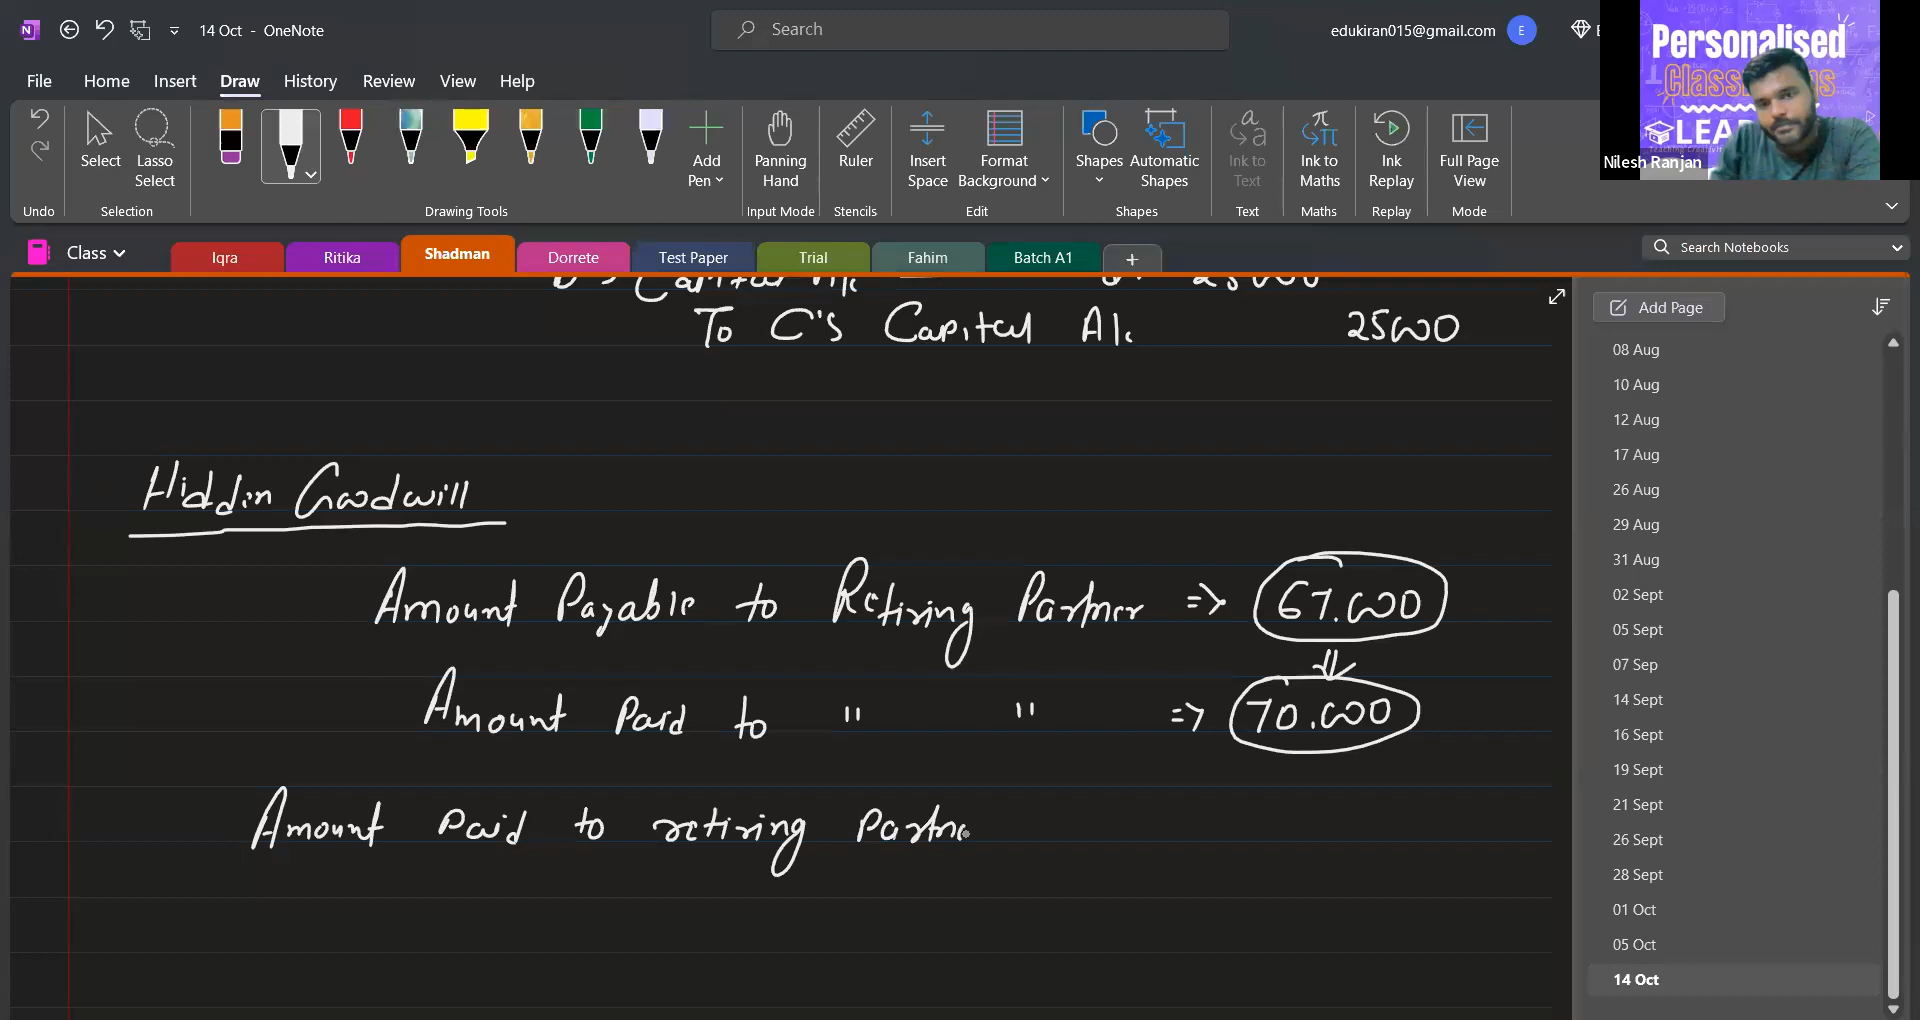 14 Oct - OneNote
Search
edukiran015@gmail.com
E
Personalised
LEA
Nilesh Ranjan
File Home Insert Draw History Review View Help
Select
Lasso Select
Add Pen
Panning Hand
Ruler
Insert Space
Format Background
Shapes
Automatic Shapes
Ink to Text
Ink to Maths
Ink Replay
Full Page View
Undo Selection Drawing Tools Input Mode Stencils Edit Shapes Text Maths Replay Mode
Class
Iqra Ritika Shadman Dorrete Test Paper Trial Fahim Batch A1 +
Search Notebooks
To C's Capital A/c 25000
Hidden Goodwill
Amount Payable to Retiring Partner => 67.000
Amount Paid to " " => 70.000
Amount Paid to retiring Partne
Add Page
08 Aug
10 Aug
12 Aug
17 Aug
26 Aug
29 Aug
31 Aug
02 Sept
05 Sept
07 Sep
14 Sept
16 Sept
19 Sept
21 Sept
26 Sept
28 Sept
01 Oct
05 Oct
14 Oct